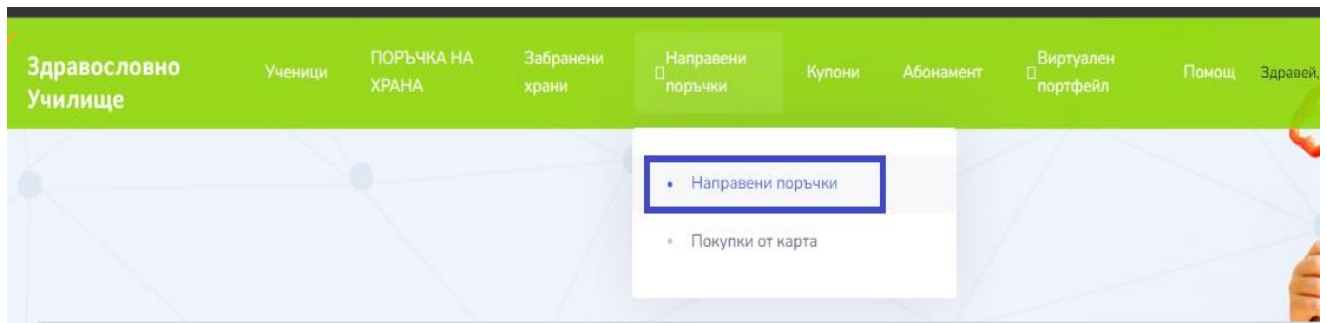 Здравословно
Училище
Ученици
ПОРЪЧКА НА
ХРАНА
Забранени
храни
Направени
поръчки
Купони
Абонамент
Виртуален
портфейл
Помощ
Здравей,
Направени поръчки
Покупки от карта